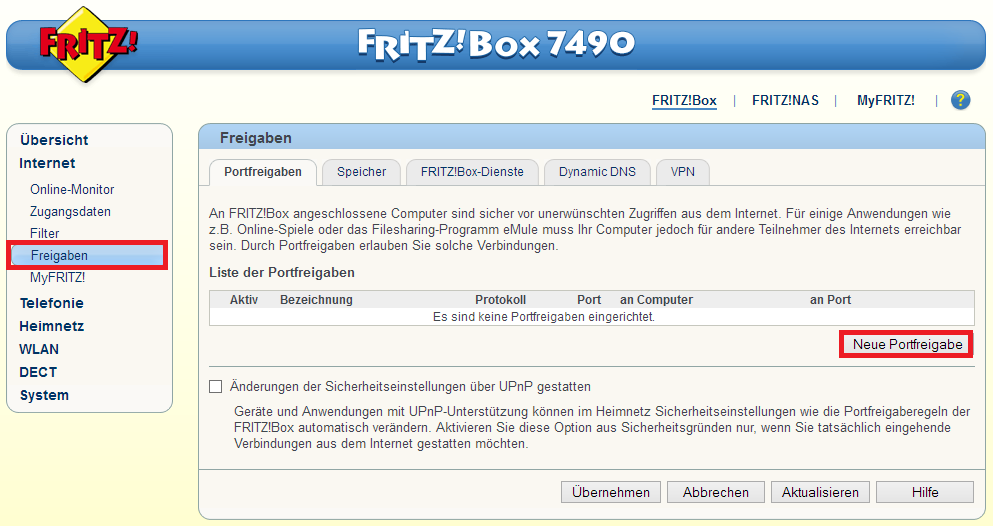 FRITZ!
FRITZ!Box 7490
FRITZ!Box | FRITZ!NAS | MyFRITZ! | ?
Übersicht
Internet
Online-Monitor
Zugangsdaten
Filter
Freigaben
MyFRITZ!
Telefonie
Heimnetz
WLAN
DECT
System
Freigaben
Portfreigaben Speicher FRITZ!Box-Dienste Dynamic DNS VPN
An FRITZ!Box angeschlossene Computer sind sicher vor unerwünschten Zugriffen aus dem Internet. Für einige Anwendungen wie
z.B. Online-Spiele oder das Filesharing-Programm eMule muss Ihr Computer jedoch für andere Teilnehmer des Internets erreichbar
sein. Durch Portfreigaben erlauben Sie solche Verbindungen.
Liste der Portfreigaben
Aktiv Bezeichnung Protokoll Port an Computer an Port
Es sind keine Portfreigaben eingerichtet.
Neue Portfreigabe
Änderungen der Sicherheitseinstellungen über UPnP gestatten
Geräte und Anwendungen mit UPnP-Unterstützung können im Heimnetz Sicherheitseinstellungen wie die Portfreigaberegeln der
FRITZ!Box automatisch verändern. Aktivieren Sie diese Option aus Sicherheitsgründen nur, wenn Sie tatsächlich eingehende
Verbindungen aus dem Internet gestatten möchten.
Übernehmen Abbrechen Aktualisieren Hilfe